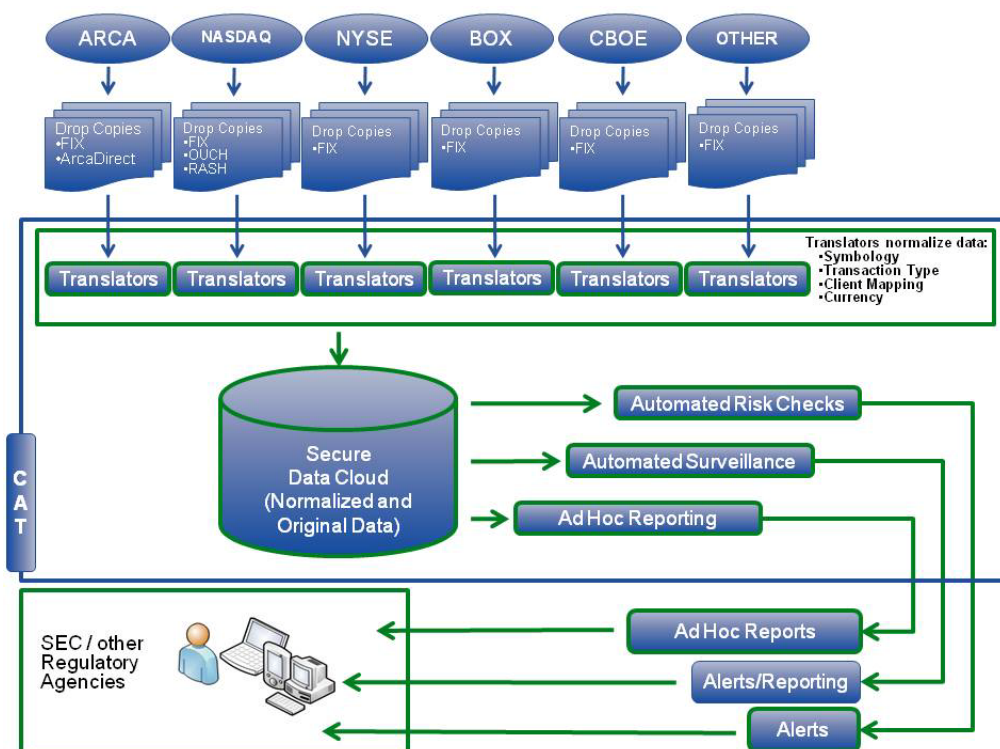 ARCA
NASDAQ
NYSE
BOX
CBOE
OTHER
Drop Copies
•FIX
•ArcaDirect
Drop Copies
•FIX
•OUCH
•RASH
Drop Copies
•FIX
Drop Copies
•FIX
Drop Copies
•FIX
Drop Copies
•FIX
Translators
Translators
Translators
Translators
Translators
Translators
Translators normalize data:
•Symbology
•Transaction Type
•Client Mapping
•Currency
CAT
Secure
Data Cloud
(Normalized and
Original Data)
Automated Risk Checks
Automated Surveillance
Ad Hoc Reporting
SEC / other
Regulatory
Agencies
Ad Hoc Reports
Alerts/Reporting
Alerts